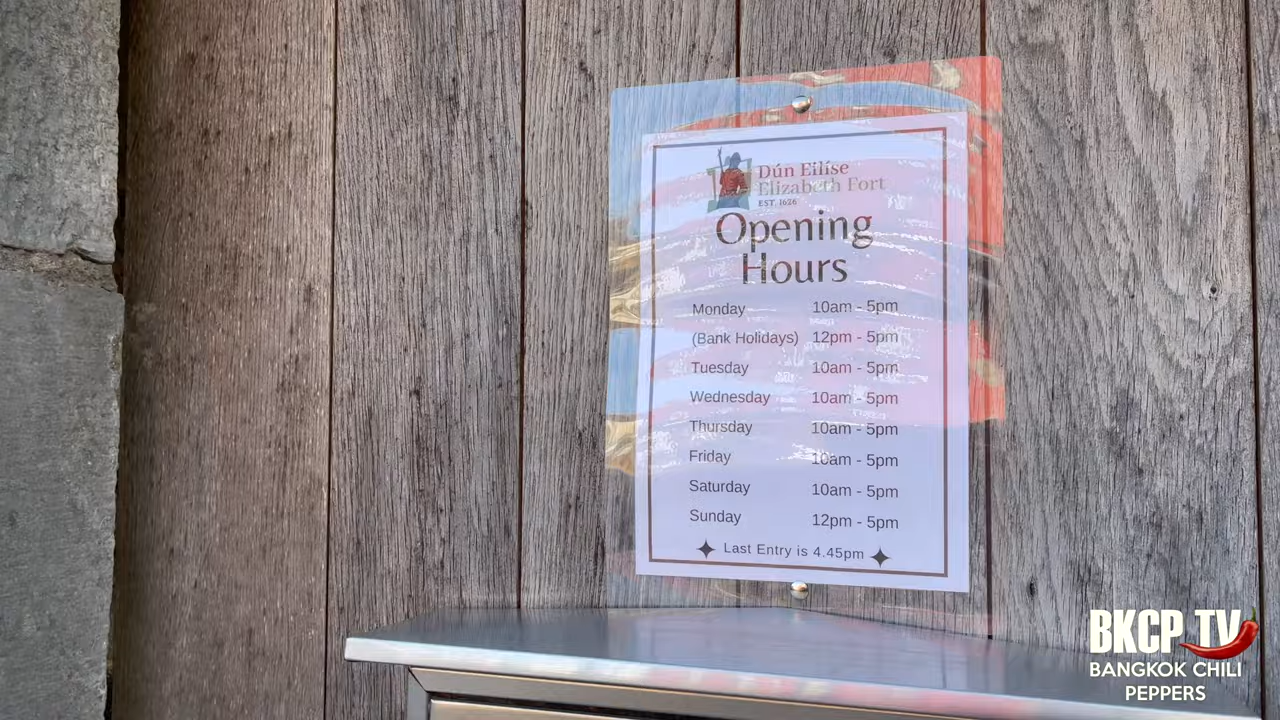 Dún Eilíse
Elizabeth Fort
EST. 1626
Opening
Hours
Monday 10am - 5pm
(Bank Holidays) 12pm - 5pm
Tuesday 10am - 5pm
Wednesday 10am - 5pm
Thursday 10am - 5pm
Friday 10am - 5pm
Saturday 10am - 5pm
Sunday 12pm - 5pm
Last Entry is 4.45pm
BKCP TV
BANGKOK CHILI
PEPPERS